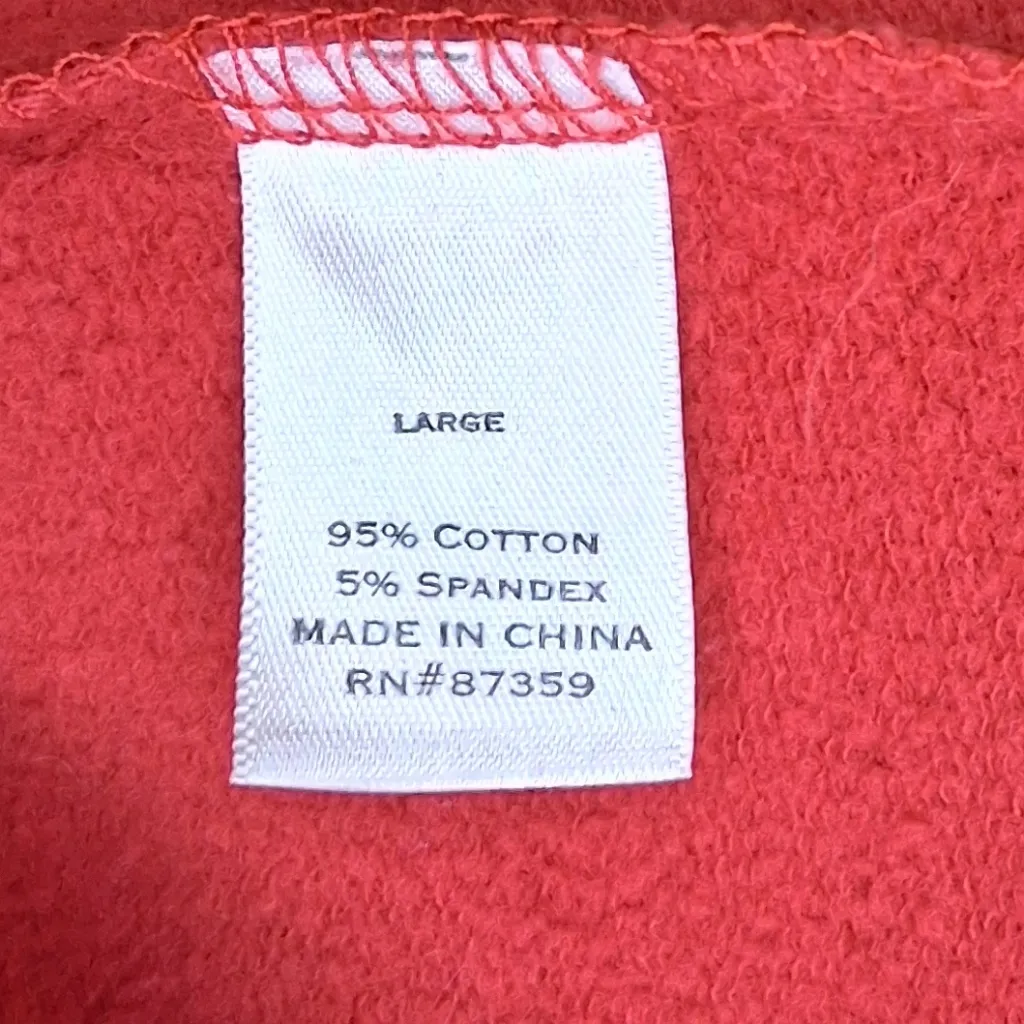 LARGE
95% COTTON
5% SPANDEX
MADE IN CHINA
RN#87359